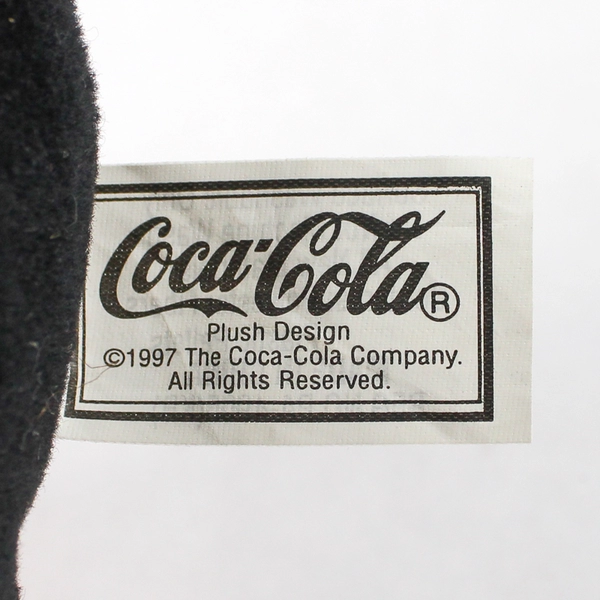 Coca-Cola®
Plush Design
©1997 The Coca-Cola Company.
All Rights Reserved.